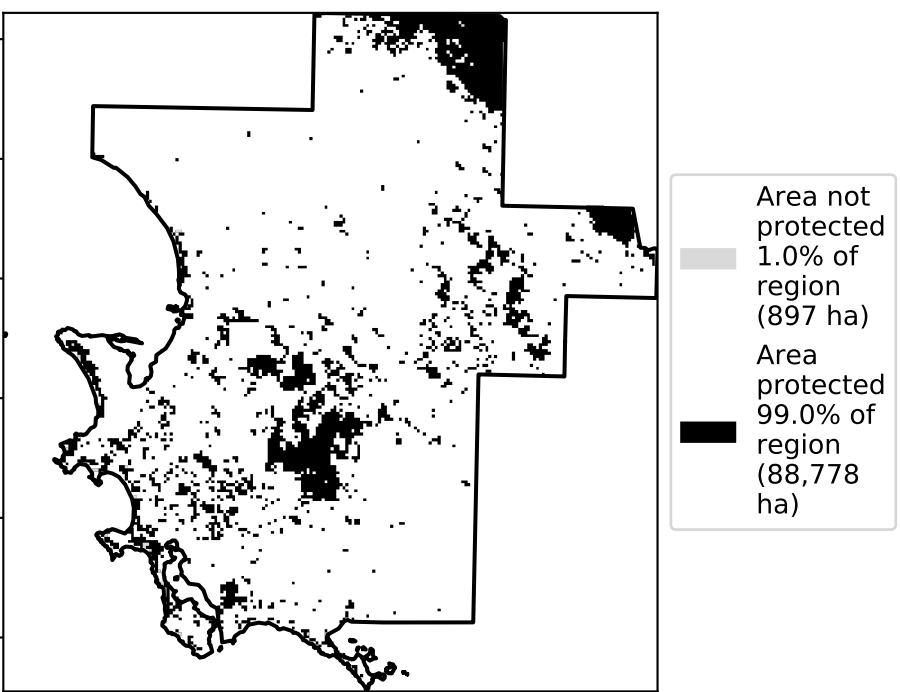 Area not
protected
1.0% of
region
(897 ha)
Area
protected
99.0% of
region
(88,778
ha)